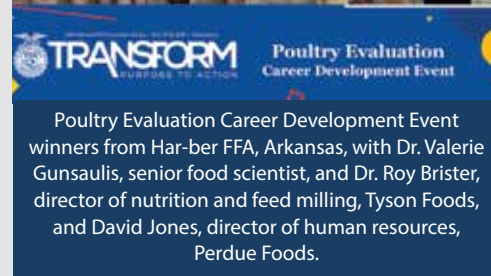 TRANSFORM
PURPOSE TO ACTION
Poultry Evaluation
Career Development Event
Poultry Evaluation Career Development Event
winners from Har-ber FFA, Arkansas, with Dr. Valerie
Gunsaulis, senior food scientist, and Dr. Roy Brister,
director of nutrition and feed milling, Tyson Foods,
and David Jones, director of human resources,
Perdue Foods.